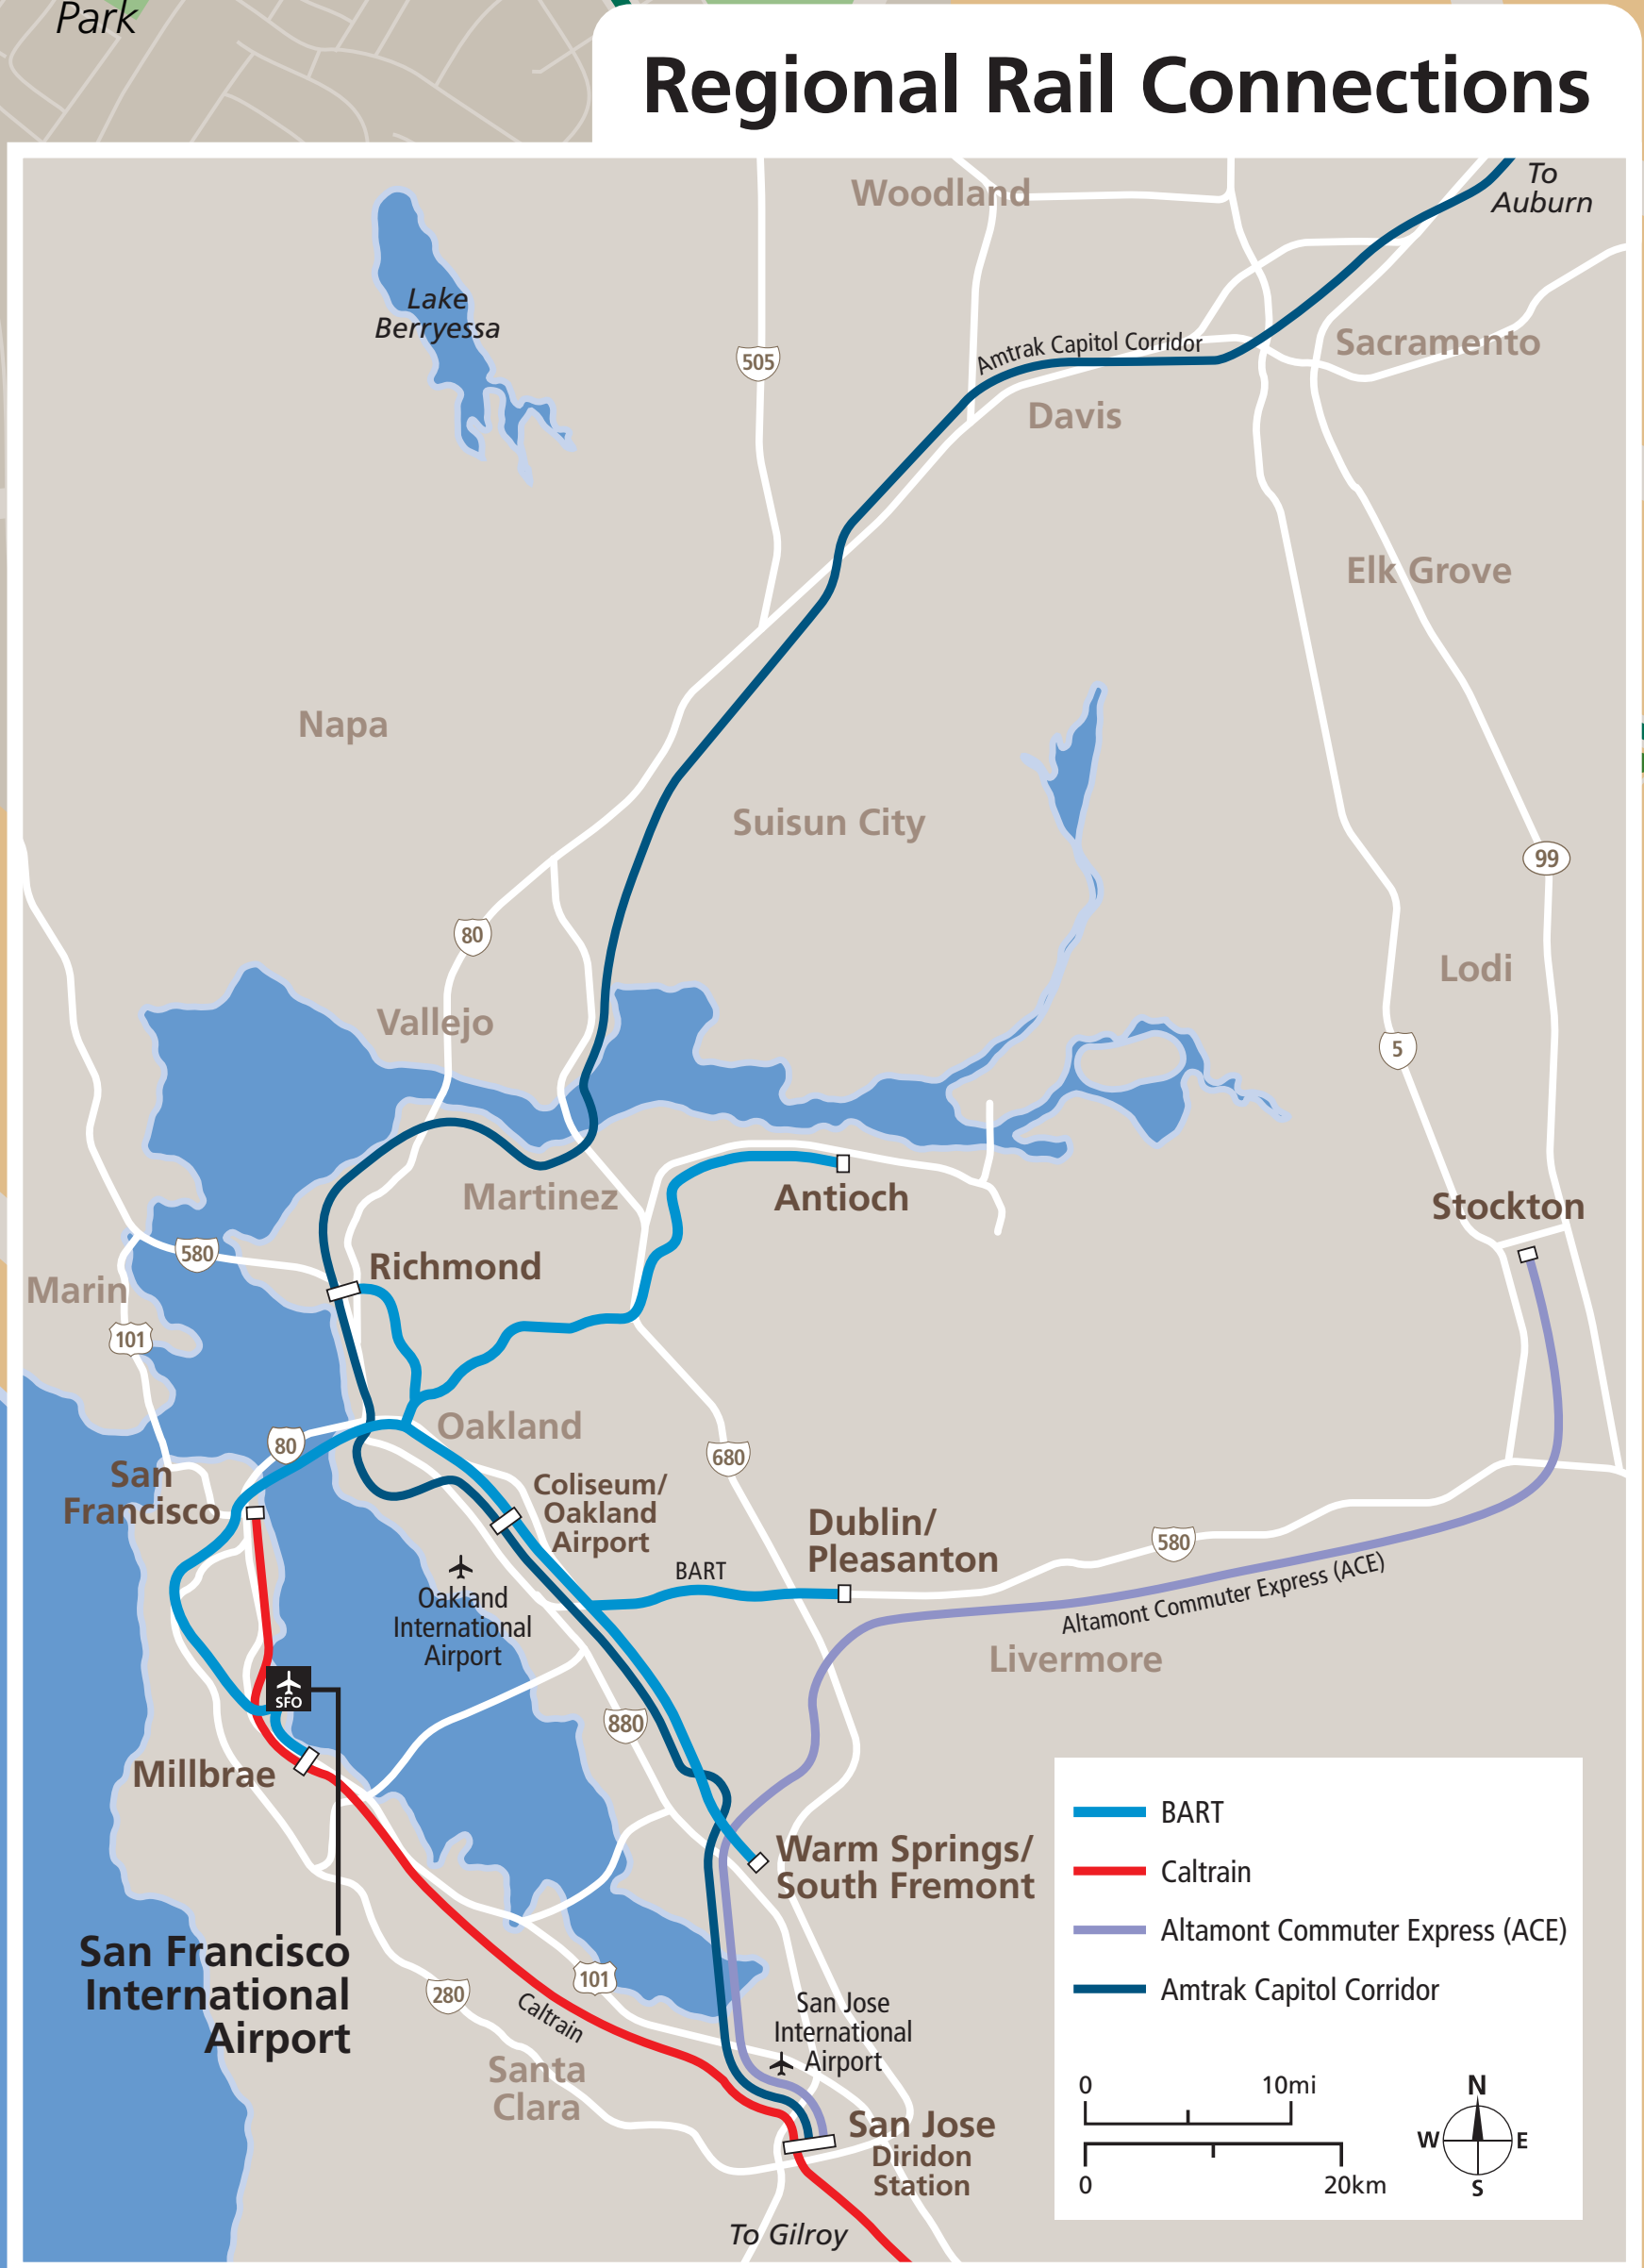 Park
Regional Rail Connections
To
Auburn
Woodland
Lake
Berryessa
505
Amtrak Capitol Corridor
Sacramento
Davis
Elk Grove
Napa
Suisun City
99
80
Lodi
Vallejo
5
Martinez
Antioch
Stockton
580
Richmond
Marin
101
Oakland
80
680
San
Francisco
Coliseum/
Oakland
Airport
Dublin/
Pleasanton
580
BART
Altamont Commuter Express (ACE)
Oakland
International
Airport
Livermore
SFO
880
Millbrae
BART
Warm Springs/
South Fremont
Caltrain
Altamont Commuter Express (ACE)
San Francisco
International
Airport
280
101
Caltrain
San Jose
International
Airport
Amtrak Capitol Corridor
Santa
Clara
San Jose
Diridon
Station
0
10mi
0
20km
N
W
E
S
To Gilroy